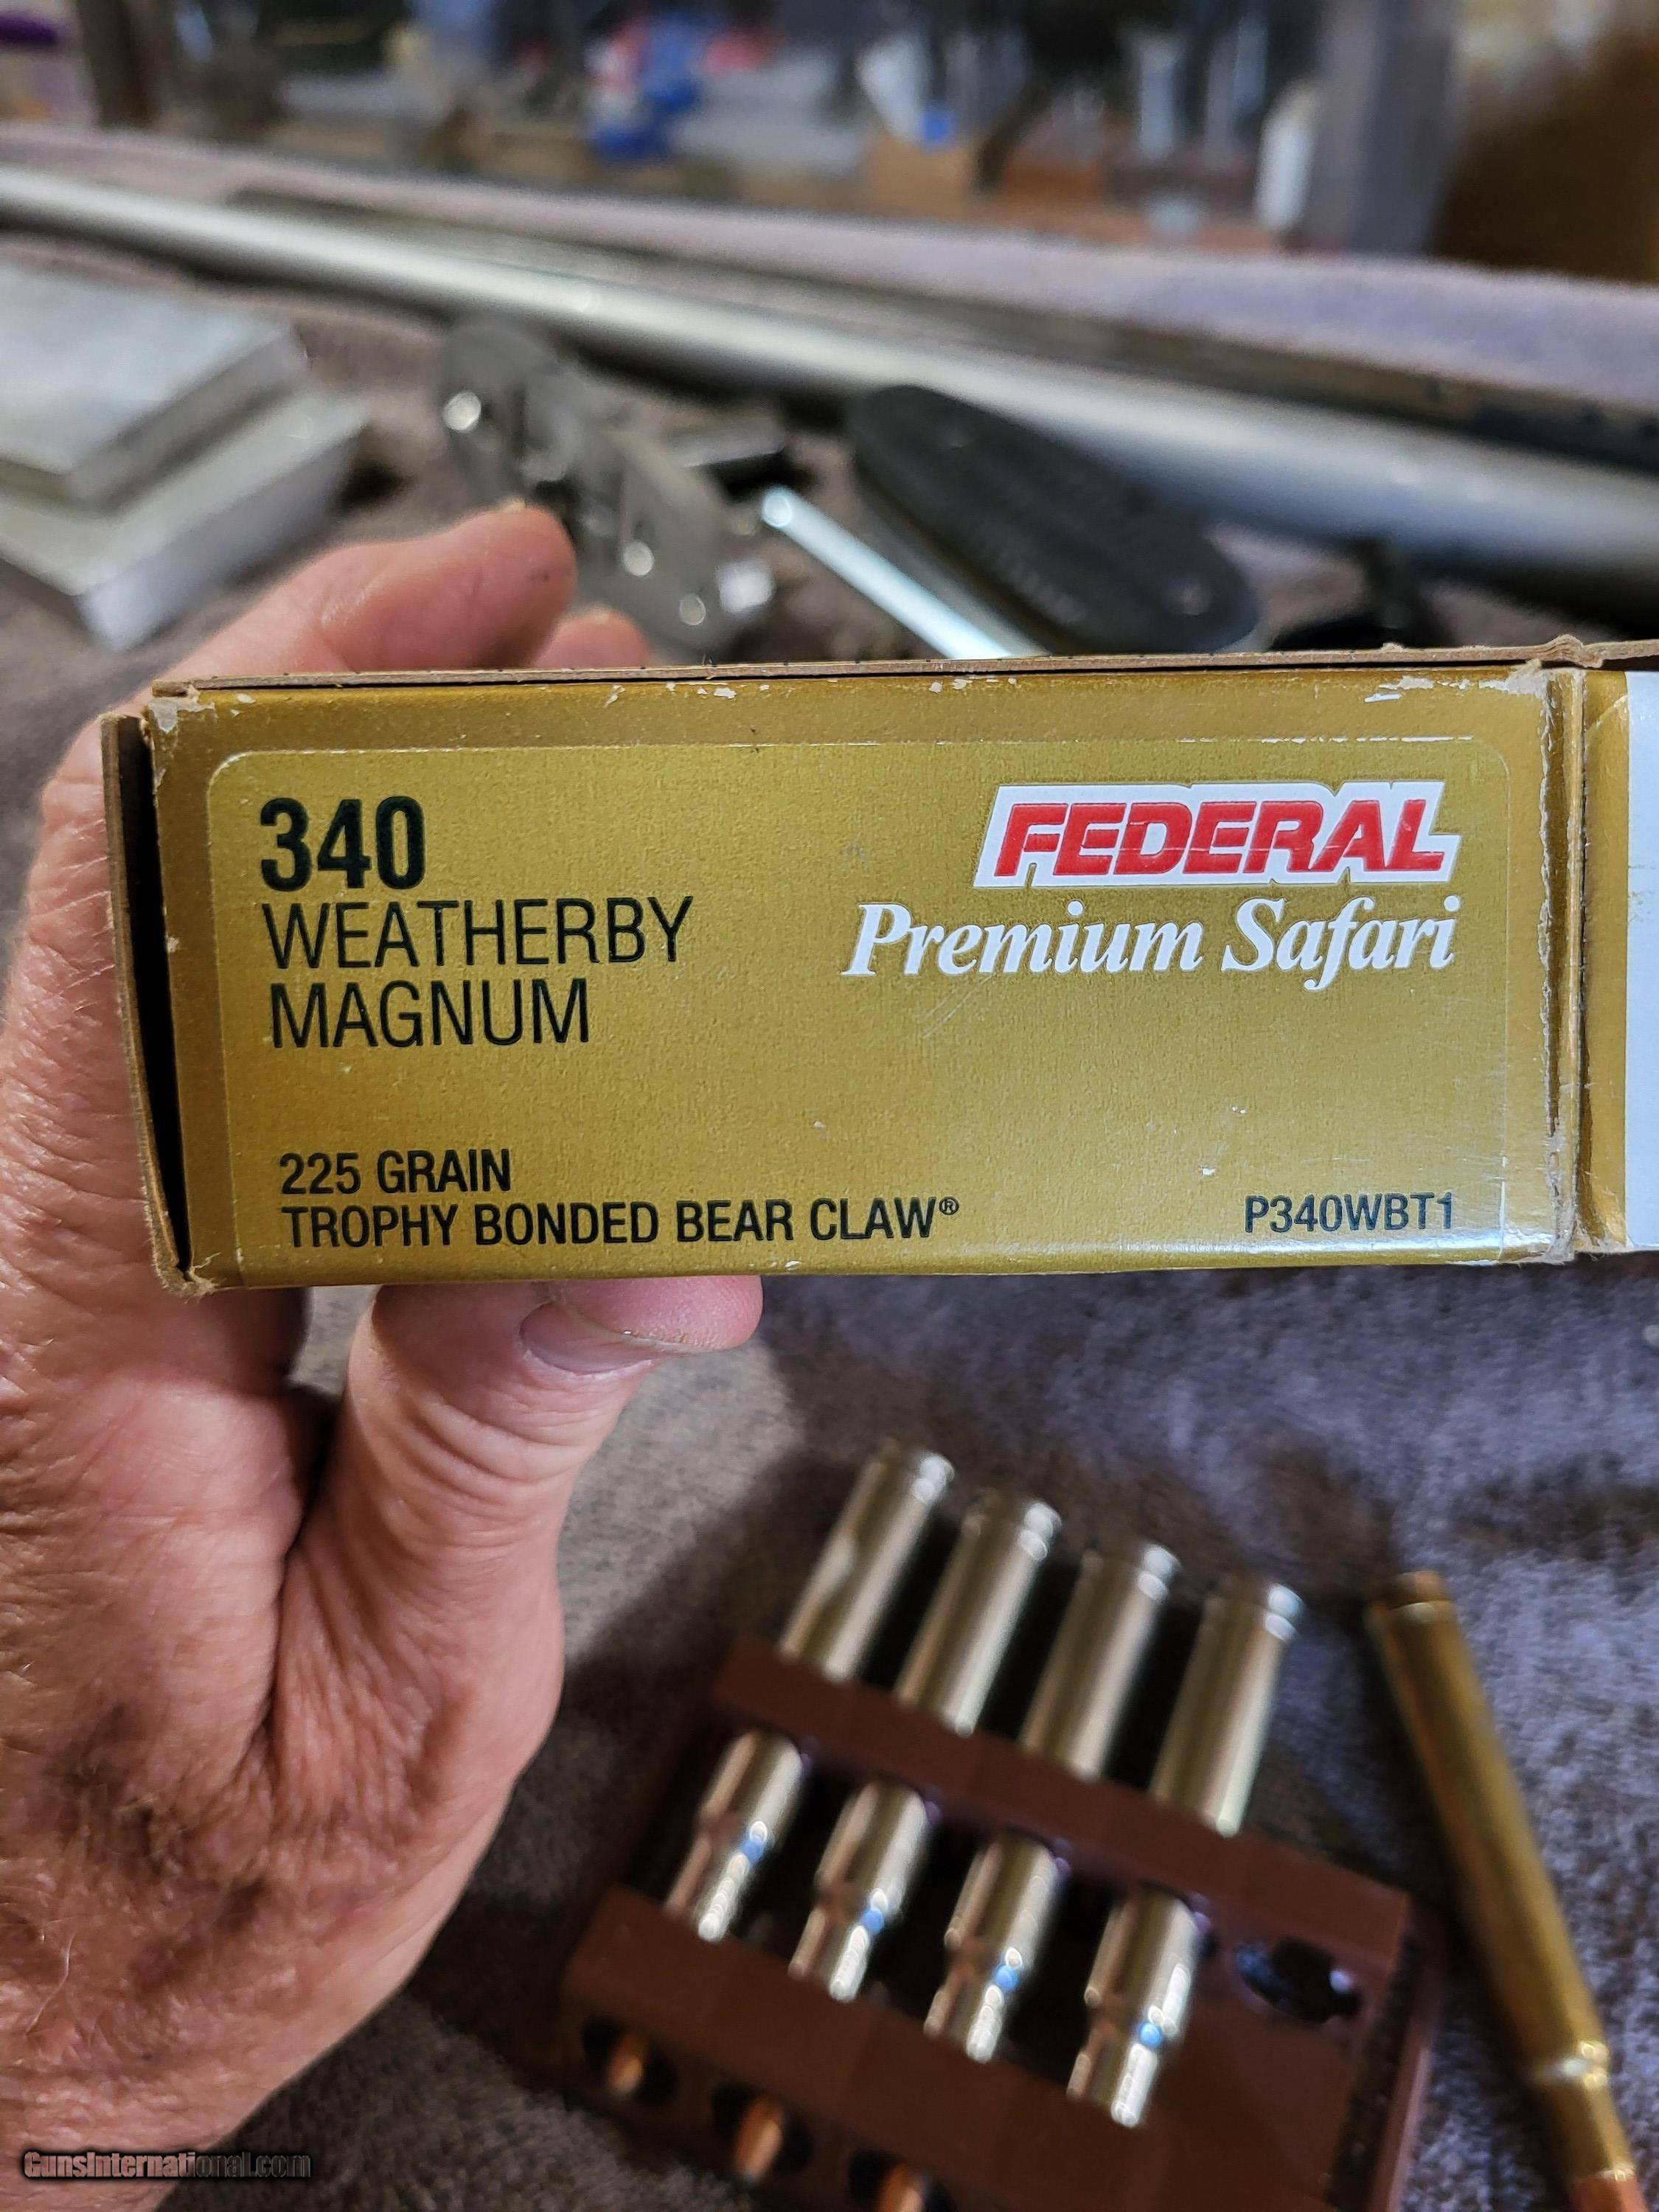 340
WEATHERBY
MAGNUM
FEDERAL
Premium Safari
225 GRAIN
TROPHY BONDED BEAR CLAW®
P340WBT1
GunsInternational.com